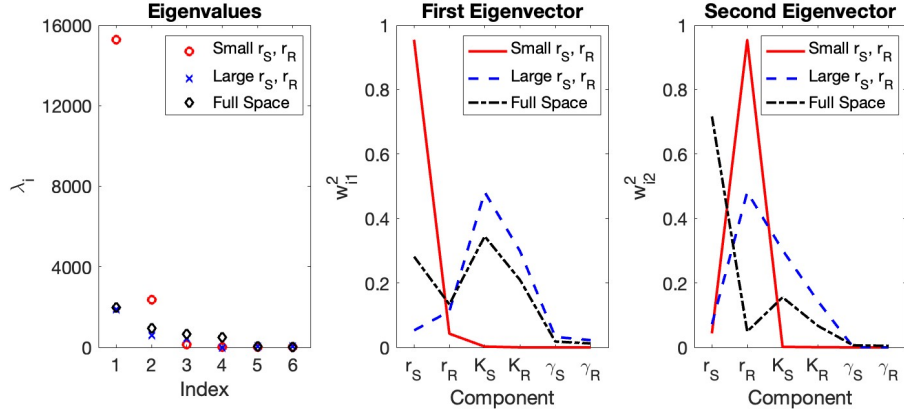 Eigenvalues
16000
12000
8000
4000
0
λi
1 2 3 4 5 6
Index
Small rS, rR
Large rS, rR
Full Space
First Eigenvector
1
0.8
0.6
0.4
0.2
0
w²i1
rS rR KS KR γS γR
Component
Small rS, rR
Large rS, rR
Full Space
Second Eigenvector
1
0.8
0.6
0.4
0.2
0
w²i2
rS rR KS KR γS γR
Component
Small rS, rR
Large rS, rR
Full Space